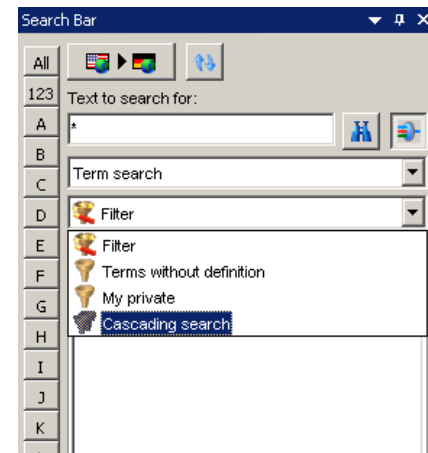 Search Bar
All
123
Text to search for:
A
*
B
Term search
C
D
Filter
E
Filter
F
Terms without definition
G
My private
H
Cascading search
I
J
K